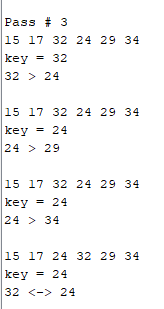 Pass # 3
15 17 32 24 29 34
key = 32
32 > 24
15 17 32 24 29 34
key = 24
24 > 29
15 17 32 24 29 34
key = 24
24 > 34
15 17 24 32 29 34
key = 24
32 <-> 24